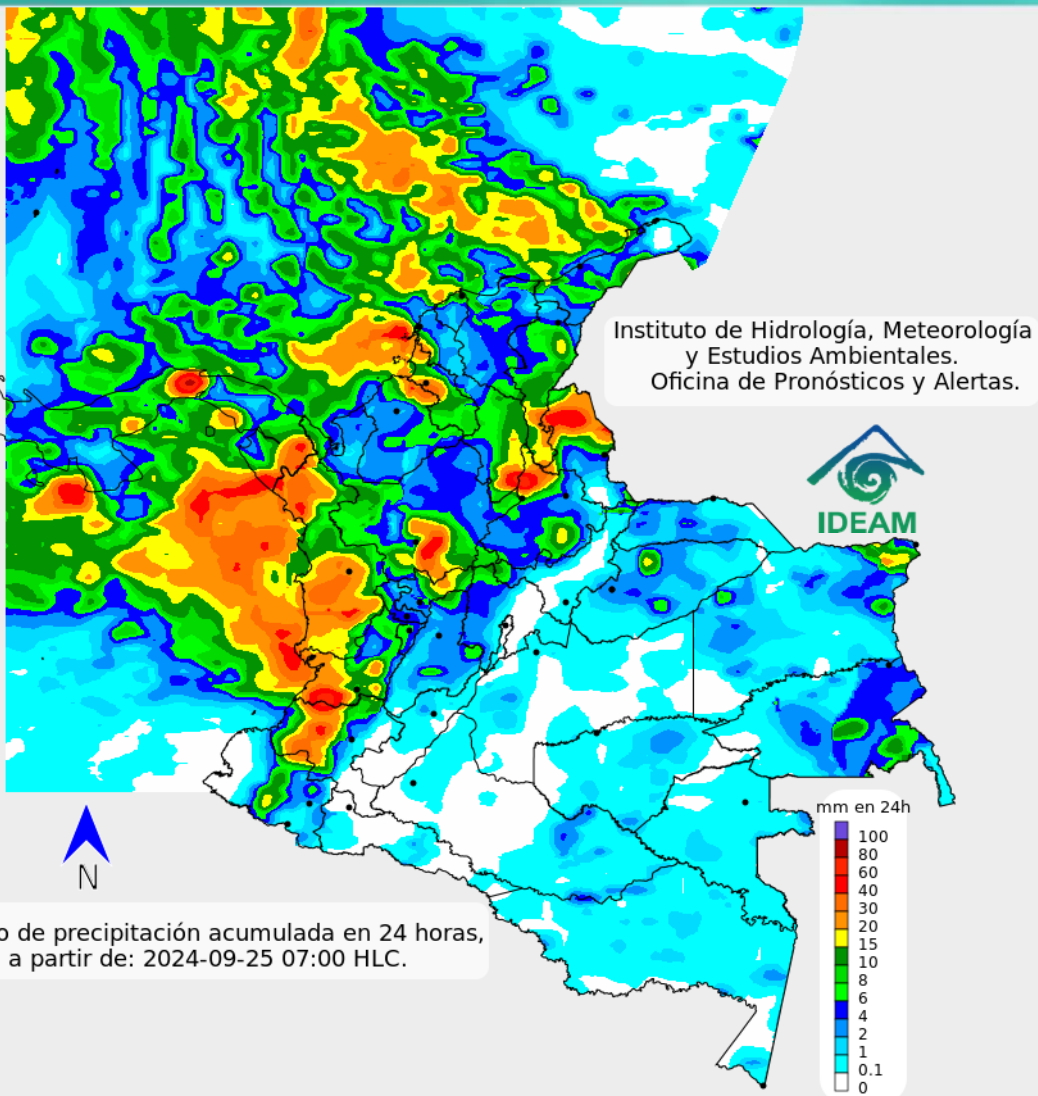 Instituto de Hidrología, Meteorología
y Estudios Ambientales.
Oficina de Pronósticos y Alertas.
IDEAM
N
o de precipitación acumulada en 24 horas,
a partir de: 2024-09-25 07:00 HLC.
mm en 24h
100
80
60
40
30
20
15
10
8
6
4
2
1
0.1
0